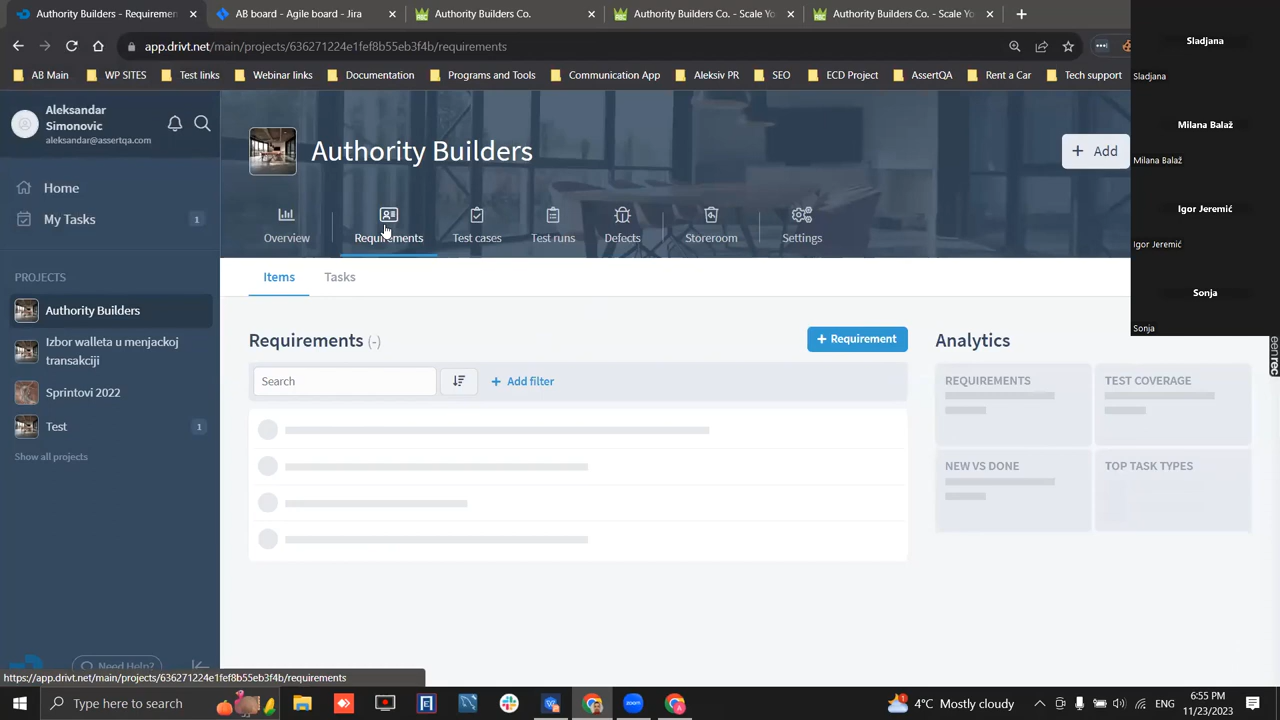 Drivt - Authority Builders - Requiremen
AB board - Agile board - Jira
Authority Builders Co.
Authority Builders Co. - Scale Yo
Authority Builders Co. - Scale Yo
app.drivt.net/main/projects/636271224e1fef8b55eb3f4b/requirements
AB Main
WP SITES
Test links
Webinar links
Documentation
Programs and Tools
Communication App
Aleksiv PR
SEO
ECD Project
AssertQA
Rent a Car
Tech support
Sladjana
Sladjana
Milana Balaž
Milana Balaž
Igor Jeremić
Igor Jeremić
Sonja
Sonja
Aleksandar
Simonovic
aleksandar@assertqa.com
Home
My Tasks 1
PROJECTS
Authority Builders
Izbor walleta u menjackoj
transakciji
Sprintovi 2022
Test 1
Show all projects
Need Help?
Authority Builders
+ Add
Overview
Requirements
Test cases
Test runs
Defects
Storeroom
Settings
Items
Tasks
Requirements (-)
+ Requirement
Search
+ Add filter
Analytics
REQUIREMENTS
TEST COVERAGE
NEW VS DONE
TOP TASK TYPES
https://app.drivt.net/main/projects/636271224e1fef8b55eb3f4b/requirements
Type here to search
zoom
1
4°C Mostly cloudy
ENG
6:55 PM
11/23/2023